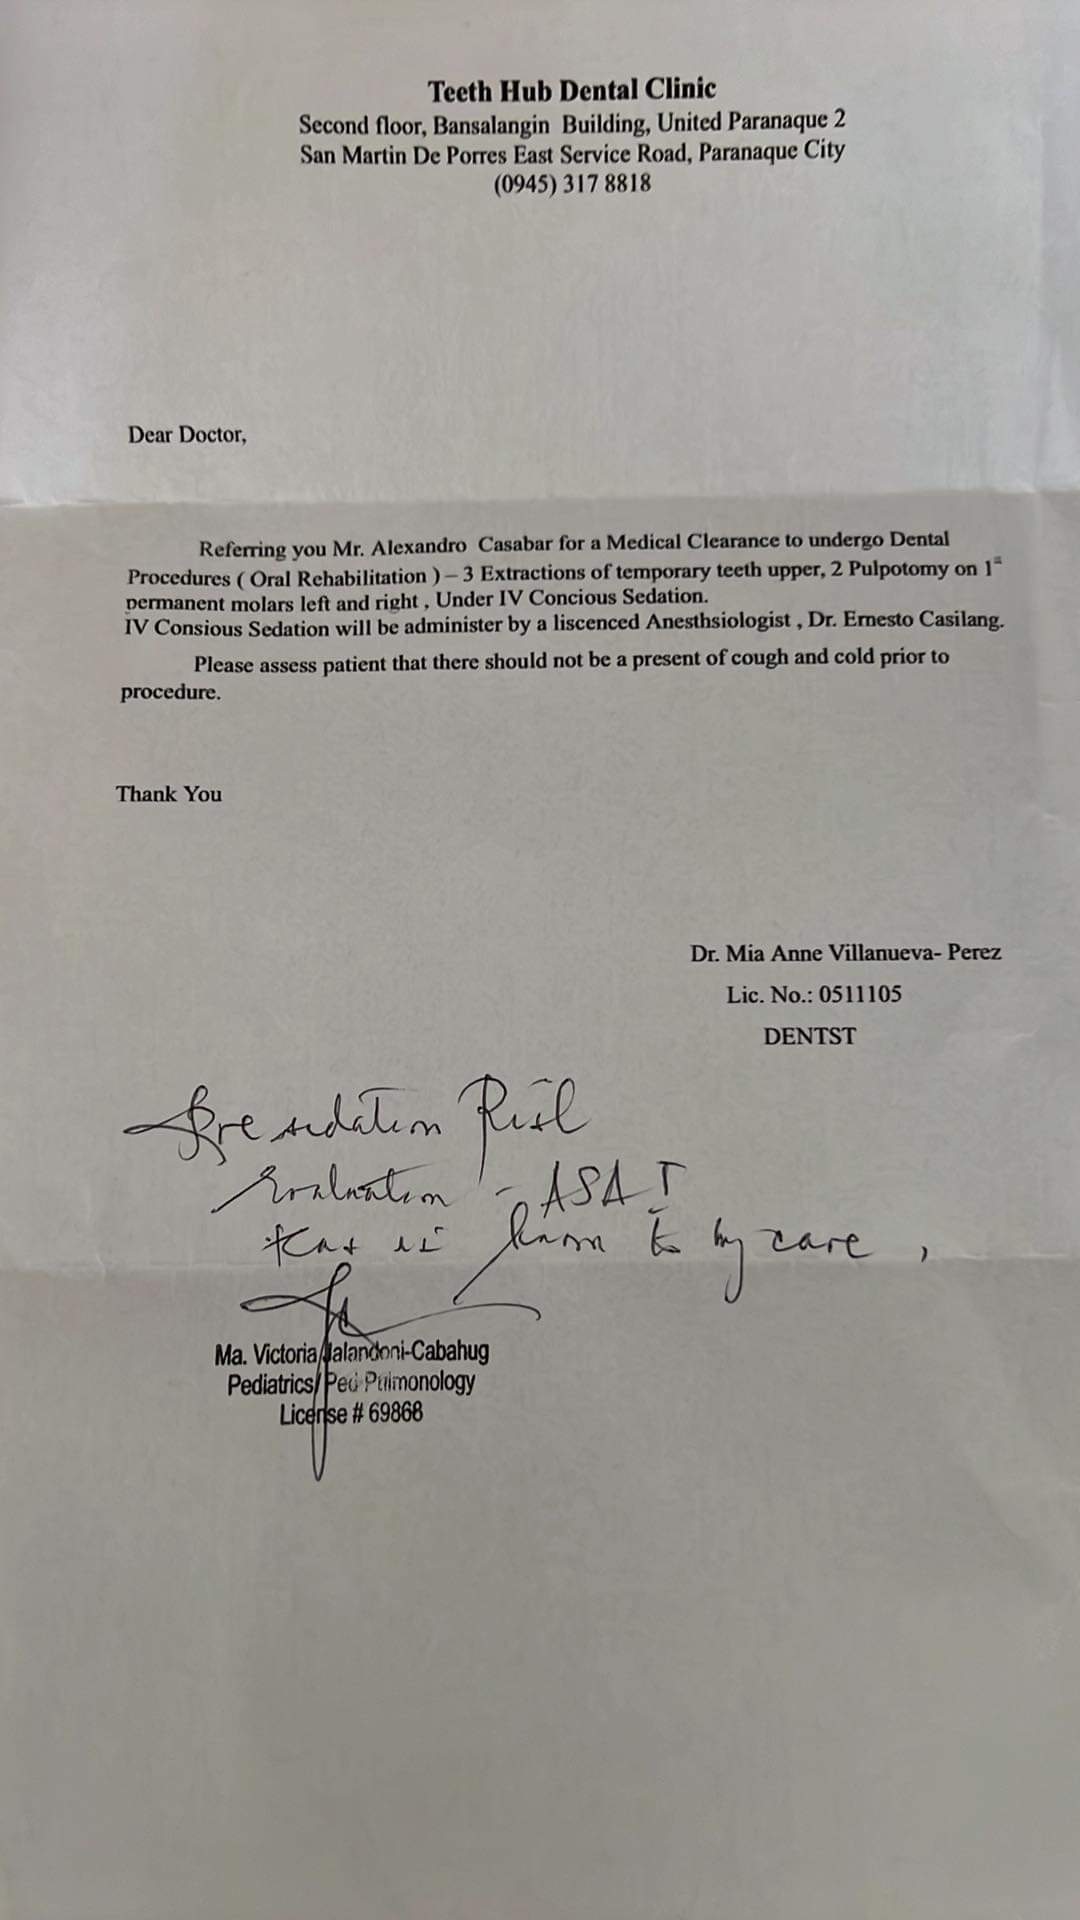 Teeth Hub Dental Clinic
Second floor, Bansalangin Building, United Paranaque 2
San Martin De Porres East Service Road, Paranaque City
(0945) 317 8818
Dear Doctor,
Referring you Mr. Alexandro Casabar for a Medical Clearance to undergo Dental
Procedures ( Oral Rehabilitation ) – 3 Extractions of temporary teeth upper, 2 Pulpotomy on 1st
permanent molars left and right , Under IV Concious Sedation.
IV Consious Sedation will be administer by a liscenced Anesthsiologist , Dr. Ernesto Casilang.
Please assess patient that there should not be a present of cough and cold prior to
procedure.
Thank You
Dr. Mia Anne Villanueva- Perez
Lic. No.: 0511105
DENTST
Presedation Risk
Evaluation - ASA I
to my care ,
Ma. Victoria Jalandoni-Cabahug
Pediatrics/ Ped Pulmonology
License # 69868